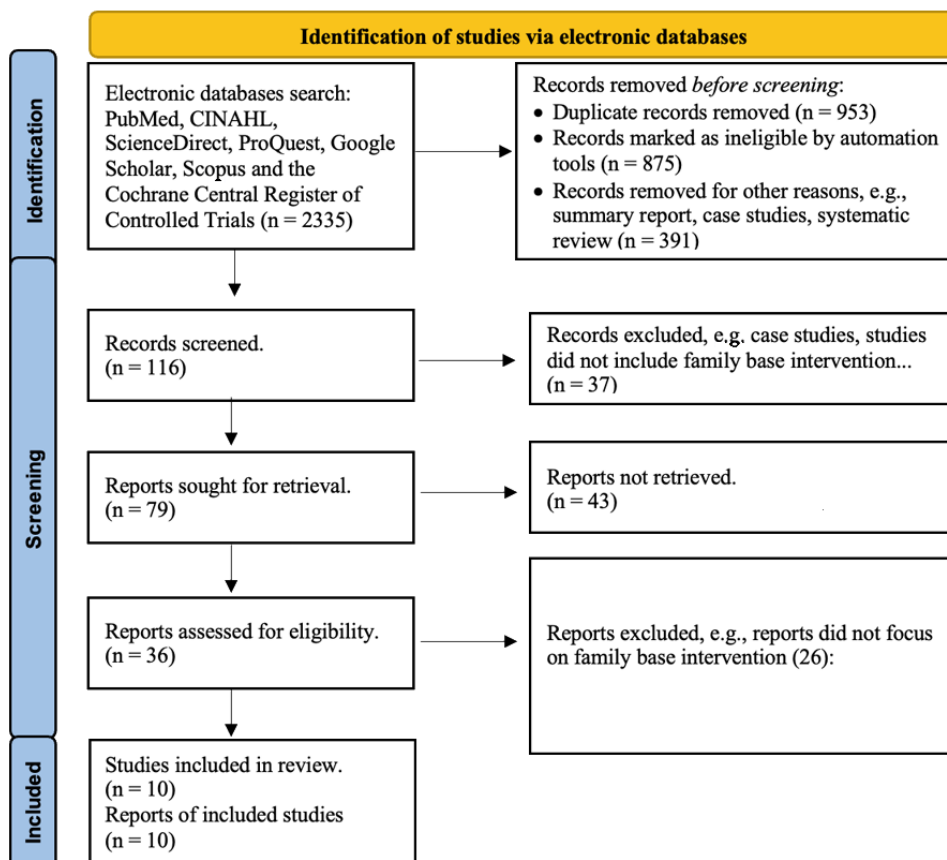 Identification of studies via electronic databases
Identification
Electronic databases search:
PubMed, CINAHL,
ScienceDirect, ProQuest, Google
Scholar, Scopus and the
Cochrane Central Register of
Controlled Trials (n = 2335)
Records removed before screening:
• Duplicate records removed (n = 953)
• Records marked as ineligible by automation
tools (n = 875)
• Records removed for other reasons, e.g.,
summary report, case studies, systematic
review (n = 391)
Screening
Records screened.
(n = 116)
Records excluded, e.g. case studies, studies
did not include family base intervention...
(n = 37)
Reports sought for retrieval.
(n = 79)
Reports not retrieved.
(n = 43)
Reports assessed for eligibility.
(n = 36)
Reports excluded, e.g., reports did not focus
on family base intervention (26):
Included
Studies included in review.
(n = 10)
Reports of included studies
(n = 10)